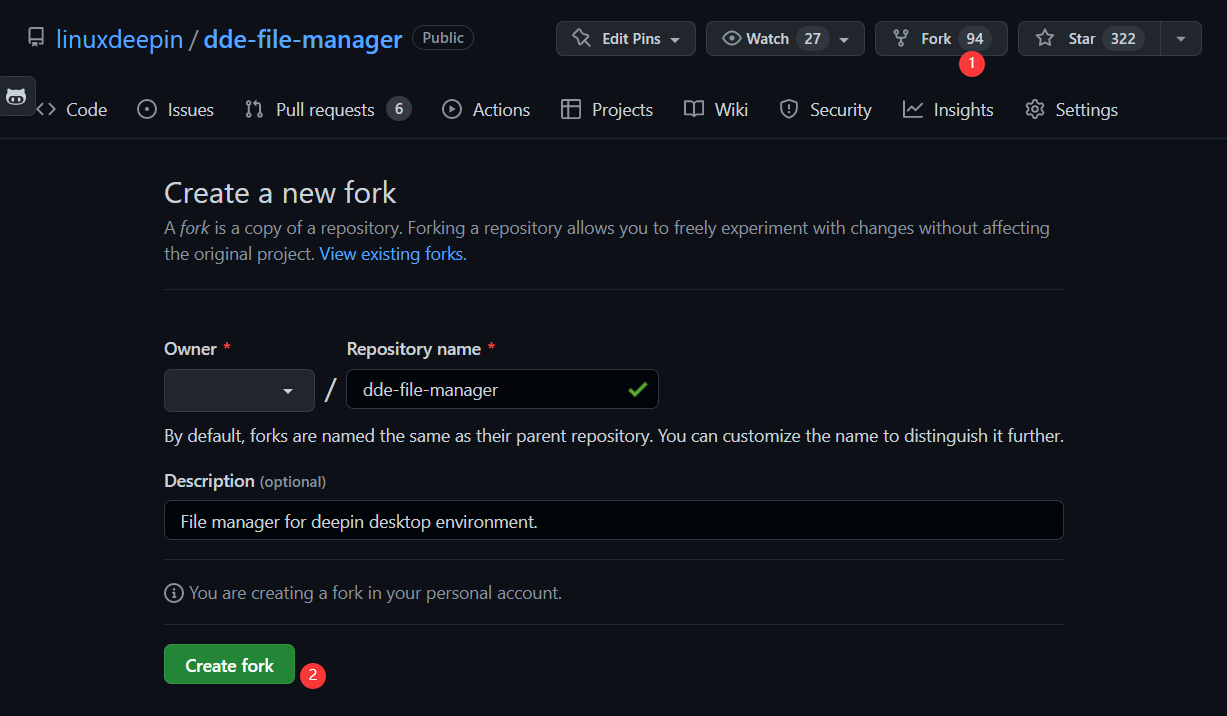 linuxdeepin / dde-file-manager Public Edit Pins Watch 27 Fork 94 Star 322
1
Code Issues Pull requests 6 Actions Projects Wiki Security Insights Settings
Create a new fork
A fork is a copy of a repository. Forking a repository allows you to freely experiment with changes without affecting
the original project. View existing forks.
Owner * Repository name *
/ dde-file-manager
By default, forks are named the same as their parent repository. You can customize the name to distinguish it further.
Description (optional)
File manager for deepin desktop environment.
You are creating a fork in your personal account.
Create fork 2